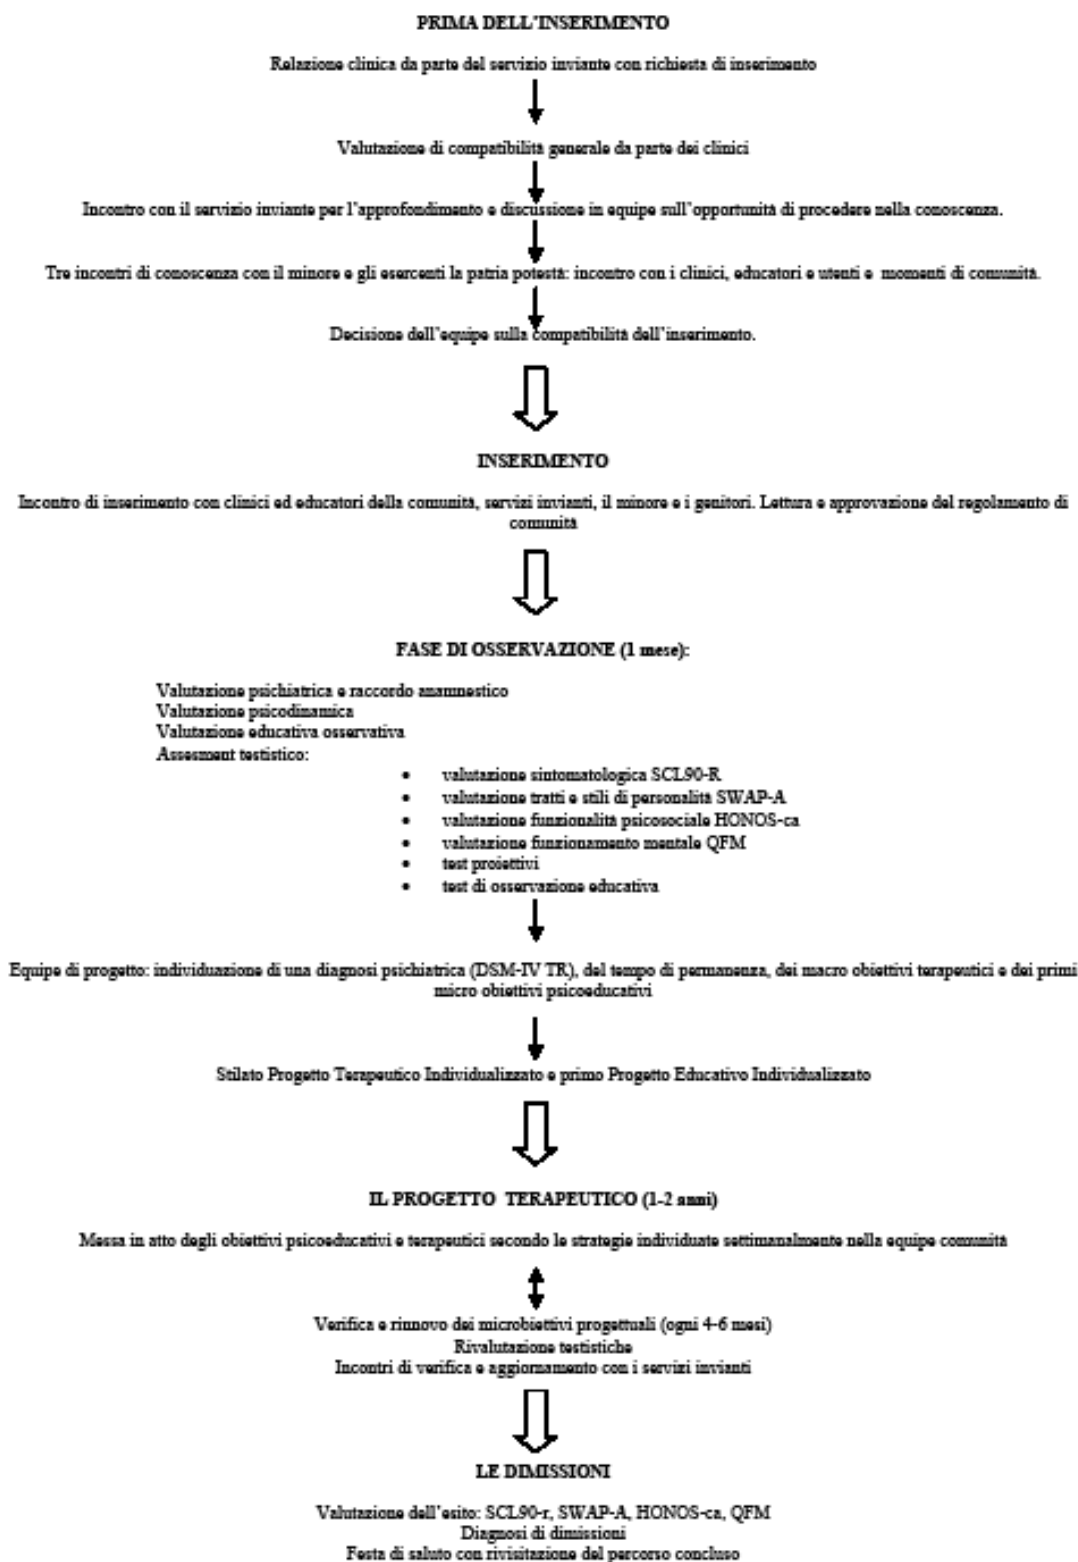 PRIMA DELL'INSERIMENTO
Relazione clinica da parte del servizio inviante con richiesta di inserimento
Valutazione di compatibilità generale da parte dei clinici
Incontro con il servizio inviante per l'approfondimento e discussione in equipe sull'opportunità di procedere nella conoscenza.
Tre incontri di conoscenza con il minore e gli esercenti la patria potestà: incontro con i clinici, educatori e utenti e momenti di comunità.
Decisione dell'equipe sulla compatibilità dell'inserimento.
INSERIMENTO
Incontro di inserimento con clinici ed educatori della comunità, servizi invianti, il minore e i genitori. Lettura e approvazione del regolamento di
comunità
FASE DI OSSERVAZIONE (1 mese):
Valutazione psichiatrica e raccordo anamnestico
Valutazione psicodinamica
Valutazione educativa osservativa
Assesment testistico:
• valutazione sintomatologica SCL90-R
• valutazione tratti e stili di personalità SWAP-A
• valutazione funzionalità psicosociale HONOS-ca
• valutazione funzionamento mentale QFM
• test proiettivi
• test di osservazione educativa
Equipe di progetto: individuazione di una diagnosi psichiatrica (DSM-IV TR), del tempo di permanenza, dei macro obiettivi terapeutici e dei primi
micro obiettivi psicoeducativi
Stilato Progetto Terapeutico Individualizzato e primo Progetto Educativo Individualizzato
IL PROGETTO TERAPEUTICO (1-2 anni)
Messa in atto degli obiettivi psicoeducativi e terapeutici secondo le strategie individuate settimanalmente nella equipe comunità
Verifica e rinnovo dei microbiettivi progettuali (ogni 4-6 mesi)
Rivalutazione testistiche
Incontri di verifica e aggiornamento con i servizi invianti
LE DIMISSIONI
Valutazione dell'esito: SCL90-r, SWAP-A, HONOS-ca, QFM
Diagnosi di dimissioni
Festa di saluto con rivisitazione del percorso concluso